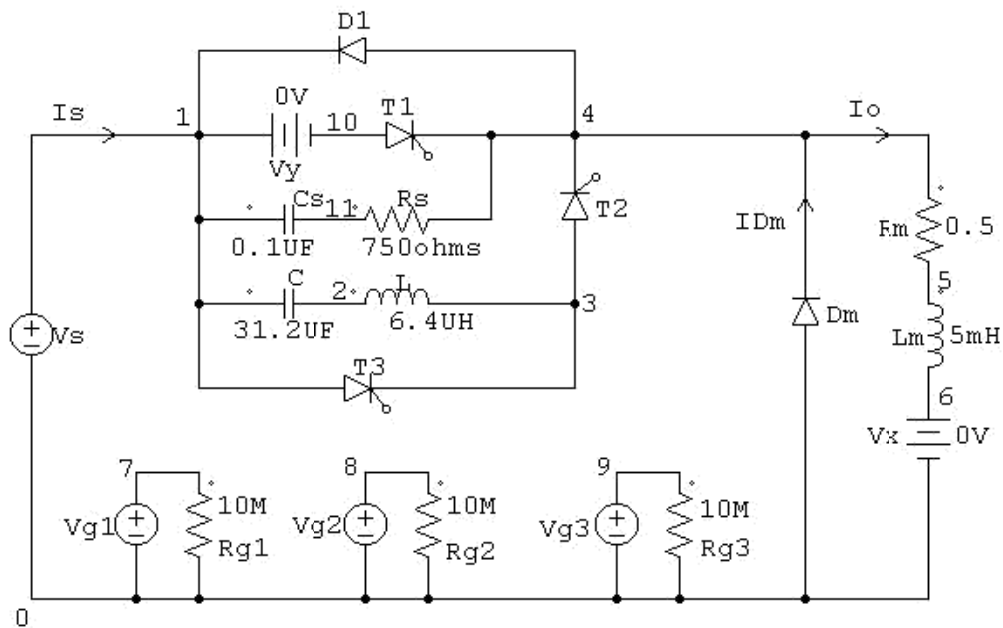 D1
Is
1
0V
10
T1
4
Io
Vy
Cs
11
Rs
T2
IDm
Rm
0.5
0.1UF
750ohms
C
2
L
3
5
31.2UF
6.4UH
Vs
Dm
Lm
5mH
T3
6
Vx
0V
7
8
9
10M
10M
10M
Vg1
Vg2
Vg3
Rg1
Rg2
Rg3
0